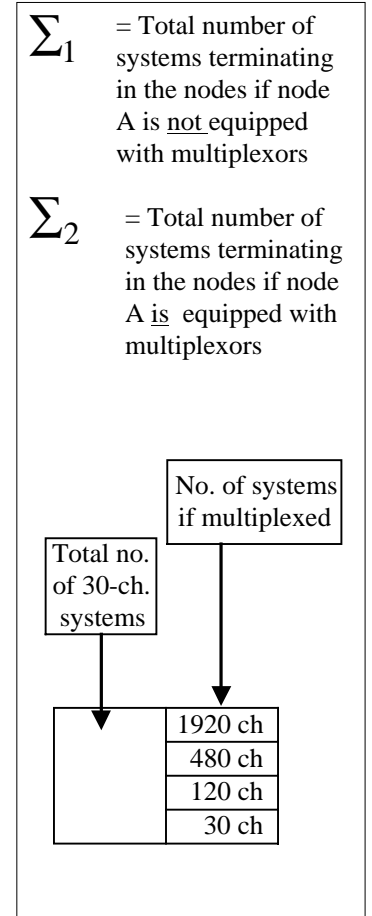 Σ1 = Total number of
systems terminating
in the nodes if node
A is not equipped
with multiplexors
Σ2 = Total number of
systems terminating
in the nodes if node
A is equipped with
multiplexors
No. of systems
if multiplexed
Total no.
of 30-ch.
systems
1920 ch
480 ch
120 ch
30 ch